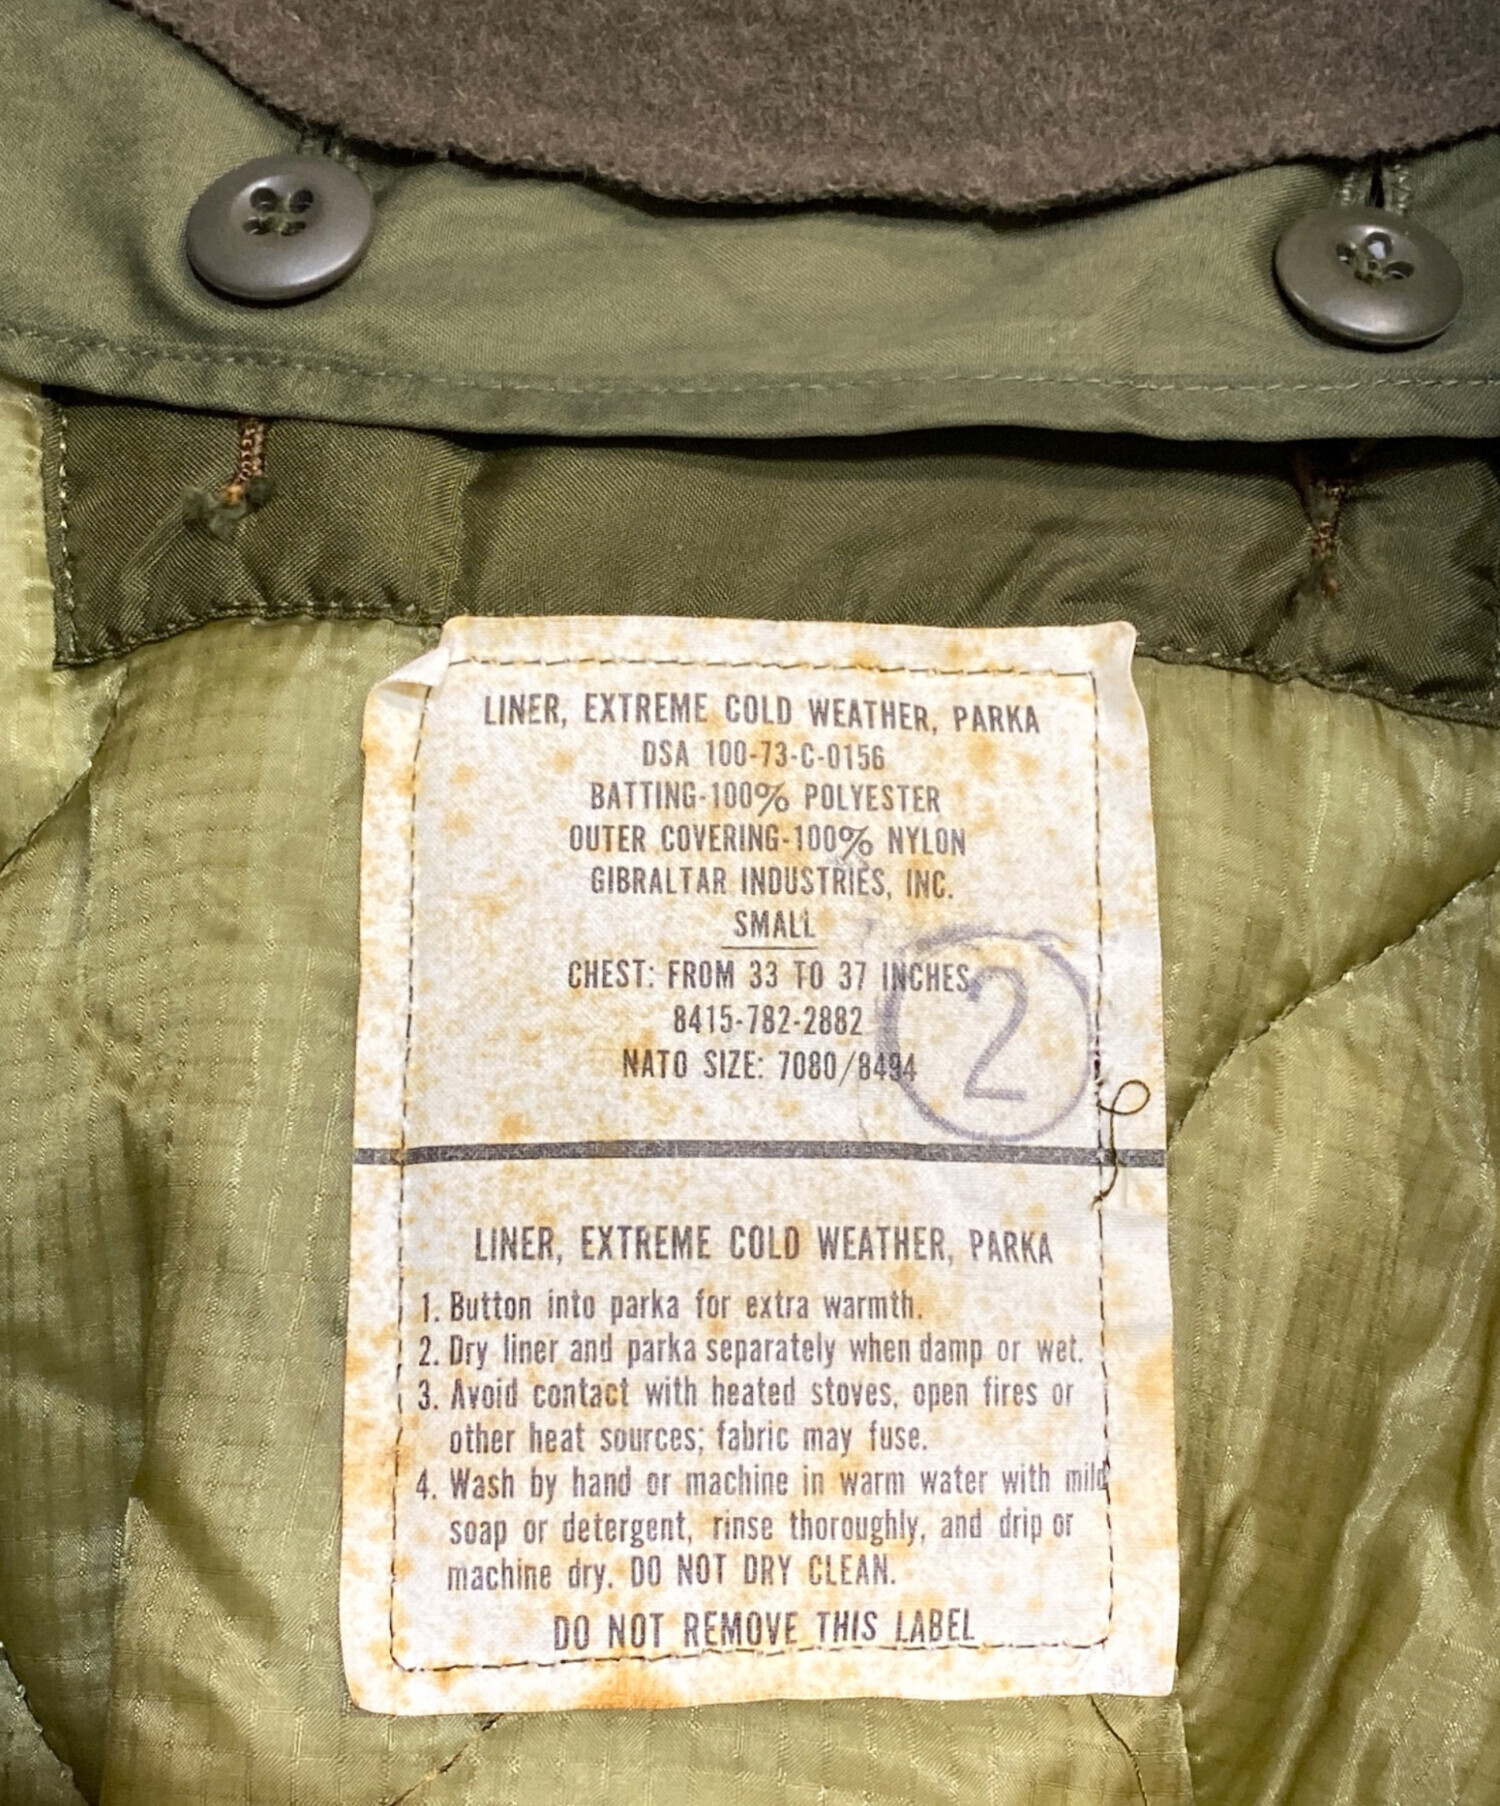 LINER, EXTREME COLD WEATHER, PARKA
DSA 100-73-C-0156
BATTING-100% POLYESTER
OUTER COVERING-100% NYLON
GIBRALTAR INDUSTRIES, INC.
SMALL
CHEST: FROM 33 TO 37 INCHES
8415-782-2882
NATO SIZE: 7080/8494
2
LINER, EXTREME COLD WEATHER, PARKA
1. Button into parka for extra warmth.
2. Dry liner and parka separately when damp or wet.
3. Avoid contact with heated stoves, open fires or
other heat sources; fabric may fuse.
4. Wash by hand or machine in warm water with mild
soap or detergent, rinse thoroughly, and drip or
machine dry. DO NOT DRY CLEAN.
DO NOT REMOVE THIS LABEL